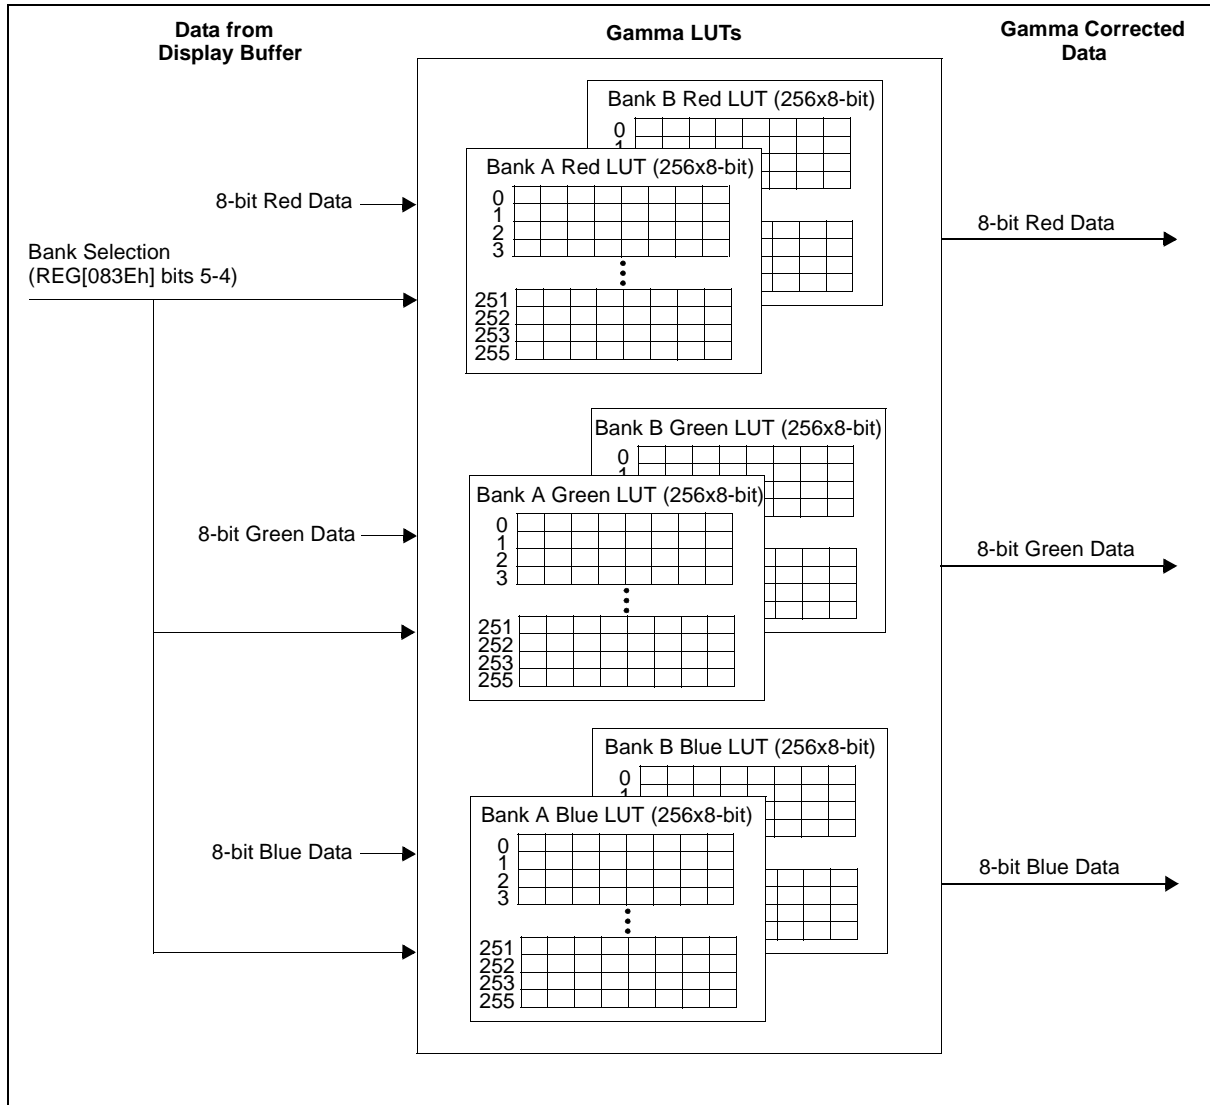 Data from
Display Buffer
Gamma LUTs
Gamma Corrected
Data
Bank B Red LUT (256x8-bit)
0
1
Bank A Red LUT (256x8-bit)
0
1
2
3
251
252
253
255
8-bit Red Data
Bank Selection
(REG[083Eh] bits 5-4)
8-bit Red Data
Bank B Green LUT (256x8-bit)
0
1
Bank A Green LUT (256x8-bit)
0
1
2
3
251
252
253
255
8-bit Green Data
8-bit Green Data
Bank B Blue LUT (256x8-bit)
0
1
Bank A Blue LUT (256x8-bit)
0
1
2
3
251
252
253
255
8-bit Blue Data
8-bit Blue Data